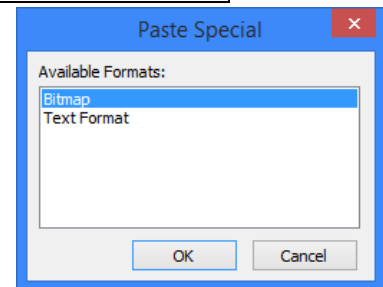 Paste Special
Available Formats:
Bitmap
Text Format
OK
Cancel